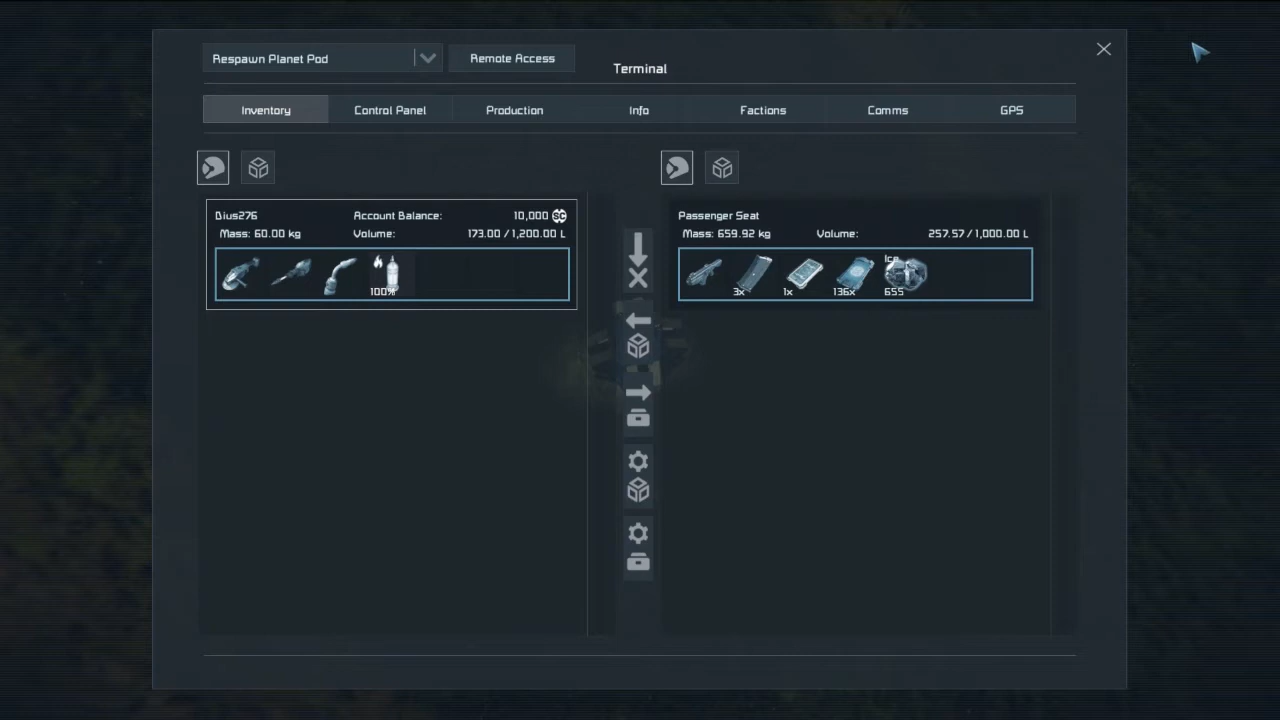 Respawn Planet Pod
Remote Access
Terminal
Inventory
Control Panel
Production
Info
Factions
Comms
GPS
Dius276
Account Balance:
10,000 SC
Mass: 60.00 kg
Volume:
173.00 / 1,200.00 L
100%
Passenger Seat
Mass: 659.92 kg
Volume:
257.57 / 1,000.00 L
3x
1x
136x
Ice
655